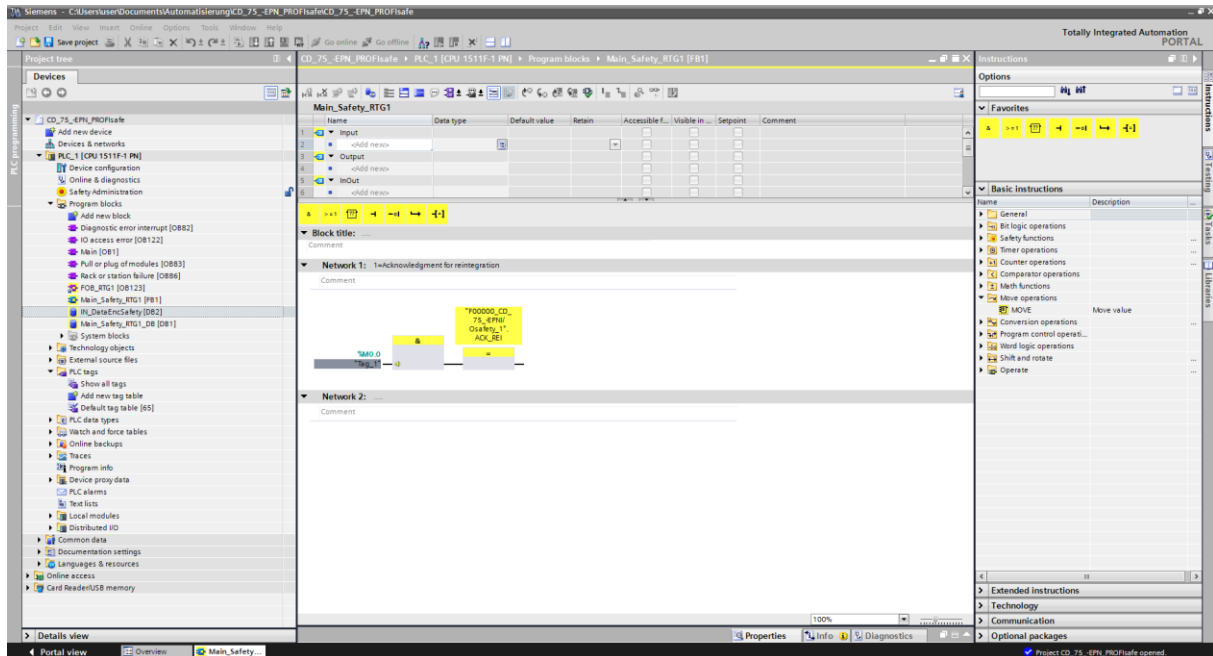 Siemens - C:\Users\user\Documents\Automatisierung\CD_75_-EPN_PROFIsafe\CD_75_-EPN_PROFIsafe
Project Edit View Insert Online Options Tools Window Help
Save project
Go online
Go offline
Totally Integrated Automation
PORTAL
Project tree
CD_75_-EPN_PROFIsafe
PLC_1 [CPU 1511F-1 PN]
Program blocks
Main_Safety_RTG1 [FB1]
Instructions
Devices
Options
PLC programming
CD_75_-EPN_PROFIsafe
Add new device
Devices & networks
PLC_1 [CPU 1511F-1 PN]
Device configuration
Online & diagnostics
Safety Administration
Program blocks
Add new block
Diagnostic error interrupt [OB82]
IO access error [OB122]
Main [OB1]
Pull or plug of modules [OB83]
Rack or station failure [OB86]
FOB_RTG1 [OB123]
Main_Safety_RTG1 [FB1]
IN_DataEncSafety [DB2]
Main_Safety_RTG1_DB [DB1]
System blocks
Technology objects
External source files
PLC tags
Show all tags
Add new tag table
Default tag table [65]
PLC data types
Watch and force tables
Online backups
Traces
Program info
Device proxy data
PLC alarms
Text lists
Local modules
Distributed I/O
Common data
Documentation settings
Languages & resources
Online access
Card Reader/USB memory
Details view
Main_Safety_RTG1
Name Data type Default value Retain Accessible f... Visible in ... Setpoint Comment
1 Input
2 <Add new>
3 Output
4 <Add new>
5 InOut
6 <Add new>
& >=1 ?? -o| [-]
Block title: ....
Comment
Network 1: 1=Acknowledgment for reintegration
Comment
"F00000_CD_
75_-EPNI/
Osafety_1".
ACK_REI
&
=
%M0.0
"Tag_1"
Network 2: ....
Comment
100%
Properties
Info
Diagnostics
Favorites
& >=1 ?? -o| [-]
Basic instructions
Name Description
General
Bit logic operations
Safety functions ...
Timer operations ...
Counter operations ...
Comparator operations
Math functions
Move operations
MOVE Move value
Conversion operations ...
Program control operati...
Word logic operations
Shift and rotate ...
Operate ...
Extended instructions
Technology
Communication
Optional packages
Instructions
Testing
Tasks
Libraries
Portal view
Overview
Main_Safety...
Project CD_75_-EPN_PROFIsafe opened.